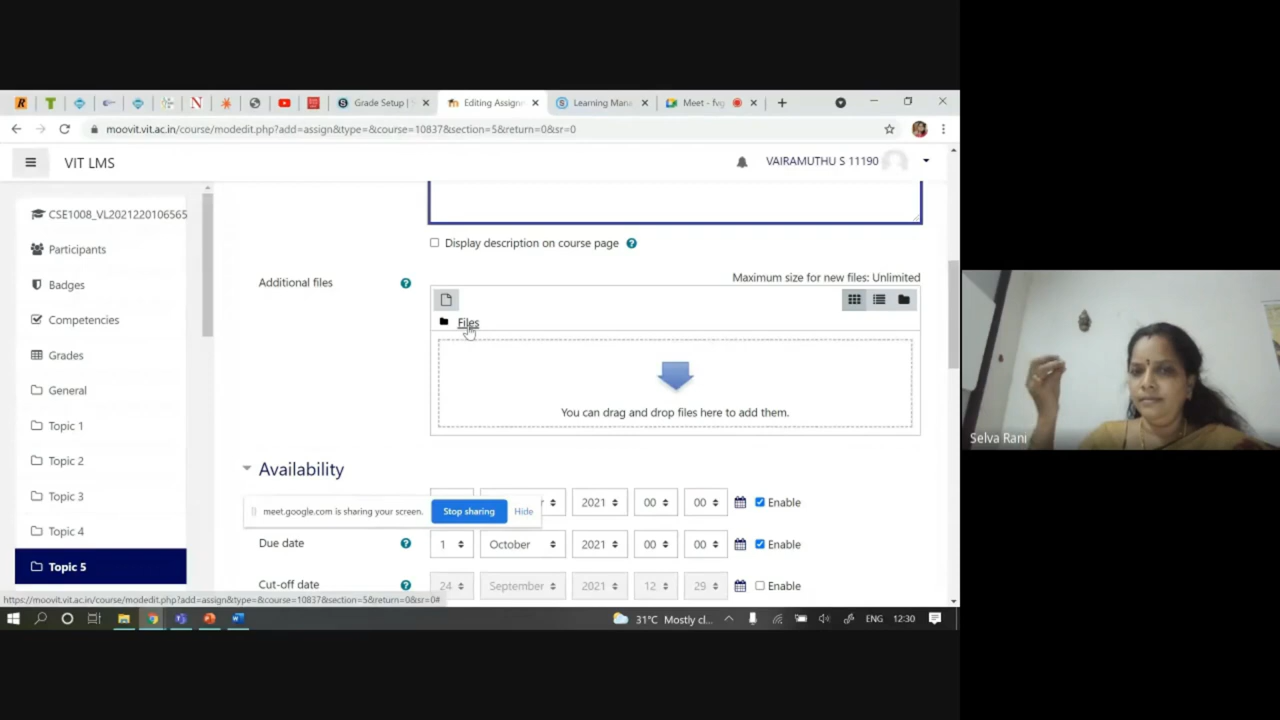 Grade Setup |
Editing Assign
Learning Man
Meet - fvg
moovit.vit.ac.in/course/modedit.php?add=assign&type=&course=10837&section=5&return=0&sr=0
VIT LMS
VAIRAMUTHU S 11190
CSE1008_VL2021220106565
Participants
Badges
Competencies
Grades
General
Topic 1
Topic 2
Topic 3
Topic 4
Topic 5
Display description on course page
Additional files
Maximum size for new files: Unlimited
Files
You can drag and drop files here to add them.
Availability
2021 00 00 Enable
meet.google.com is sharing your screen. Stop sharing Hide
Due date 1 October 2021 00 00 Enable
Cut-off date 24 September 2021 12 29 Enable
https://moovit.vit.ac.in/course/modedit.php?add=assign&type=&course=10837&section=5&return=0&sr=0#
31°C Mostly cl... ENG 12:30
Selva Rani